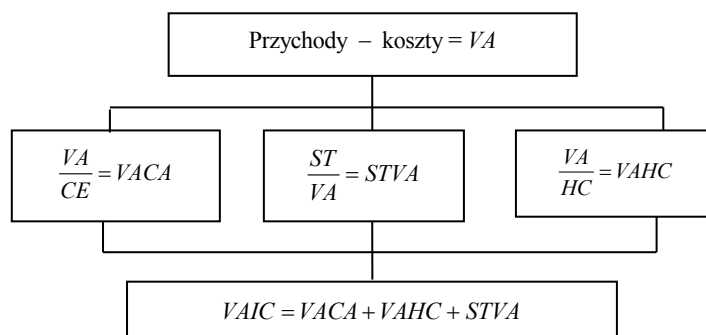 Przychody – koszty = VA
VA/CE = VACA
ST/VA = STVA
VA/HC = VAHC
VAIC = VACA + VAHC + STVA